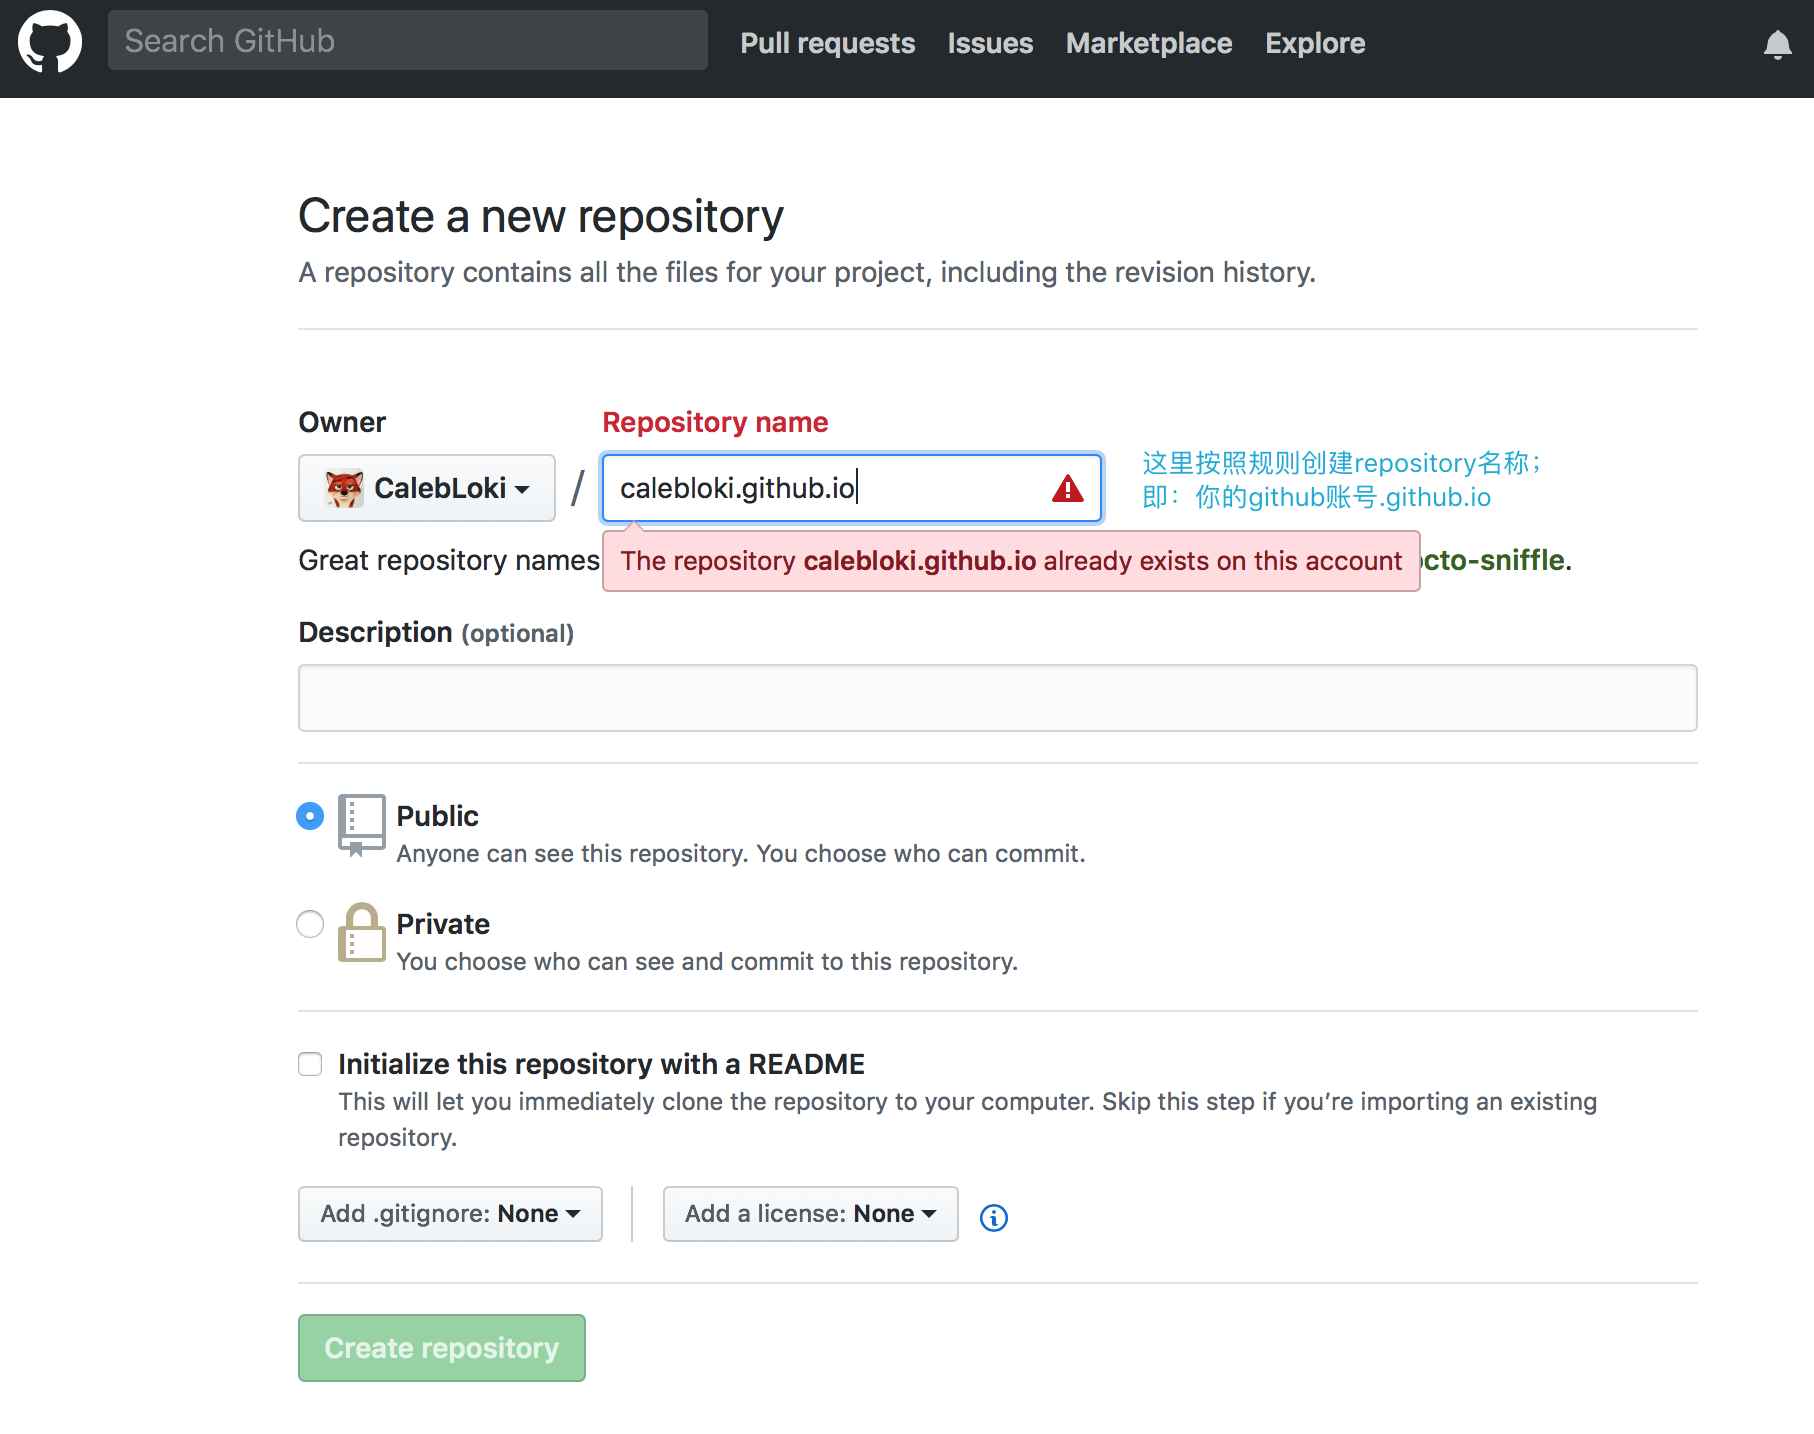 Search GitHub
Pull requests
Issues
Marketplace
Explore
Create a new repository
A repository contains all the files for your project, including the revision history.
Owner
Repository name
CalebLoki
/
calebloki.github.io
这里按照规则创建repository名称；
即：你的github账号.github.io
Great repository names
The repository calebloki.github.io already exists on this account
cto-sniffle.
Description (optional)
Public
Anyone can see this repository. You choose who can commit.
Private
You choose who can see and commit to this repository.
Initialize this repository with a README
This will let you immediately clone the repository to your computer. Skip this step if you’re importing an existing
repository.
Add .gitignore: None
Add a license: None
Create repository